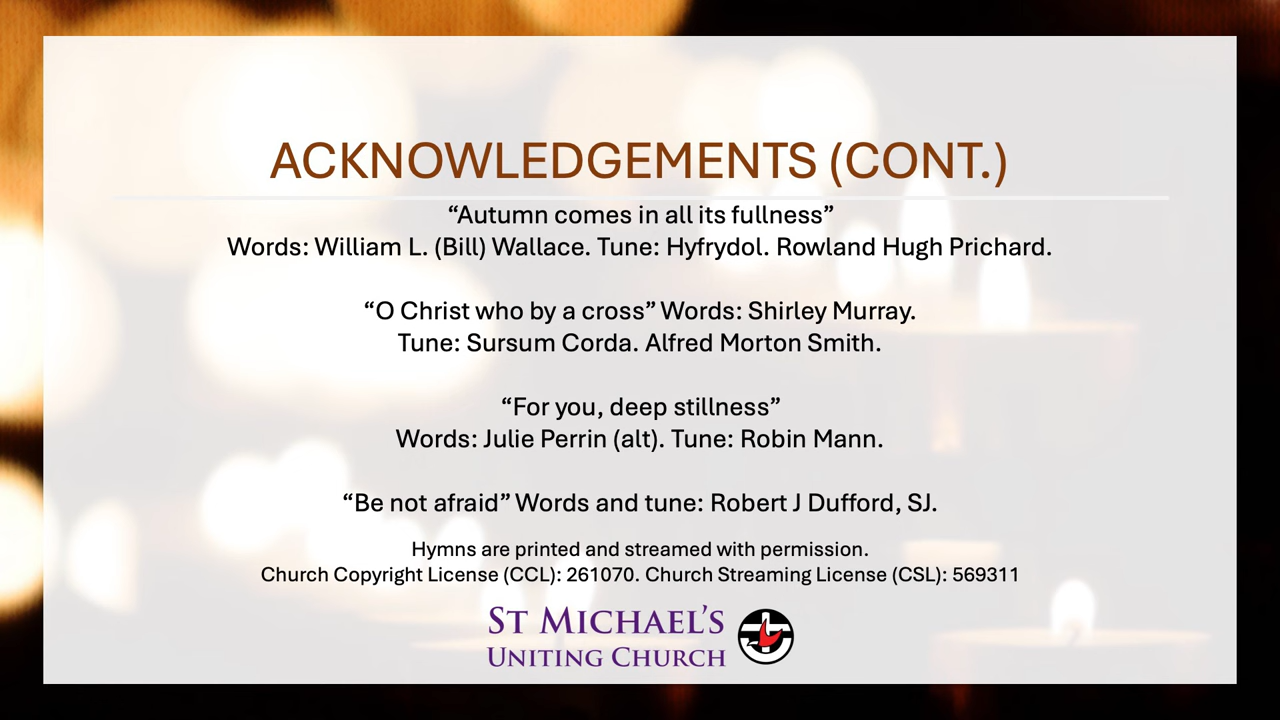 ACKNOWLEDGEMENTS (CONT.)
“Autumn comes in all its fullness”
Words: William L. (Bill) Wallace. Tune: Hyfrydol. Rowland Hugh Prichard.
“O Christ who by a cross” Words: Shirley Murray.
Tune: Sursum Corda. Alfred Morton Smith.
“For you, deep stillness”
Words: Julie Perrin (alt). Tune: Robin Mann.
“Be not afraid” Words and tune: Robert J Dufford, SJ.
Hymns are printed and streamed with permission.
Church Copyright License (CCL): 261070. Church Streaming License (CSL): 569311
ST MICHAEL’S
UNITING CHURCH